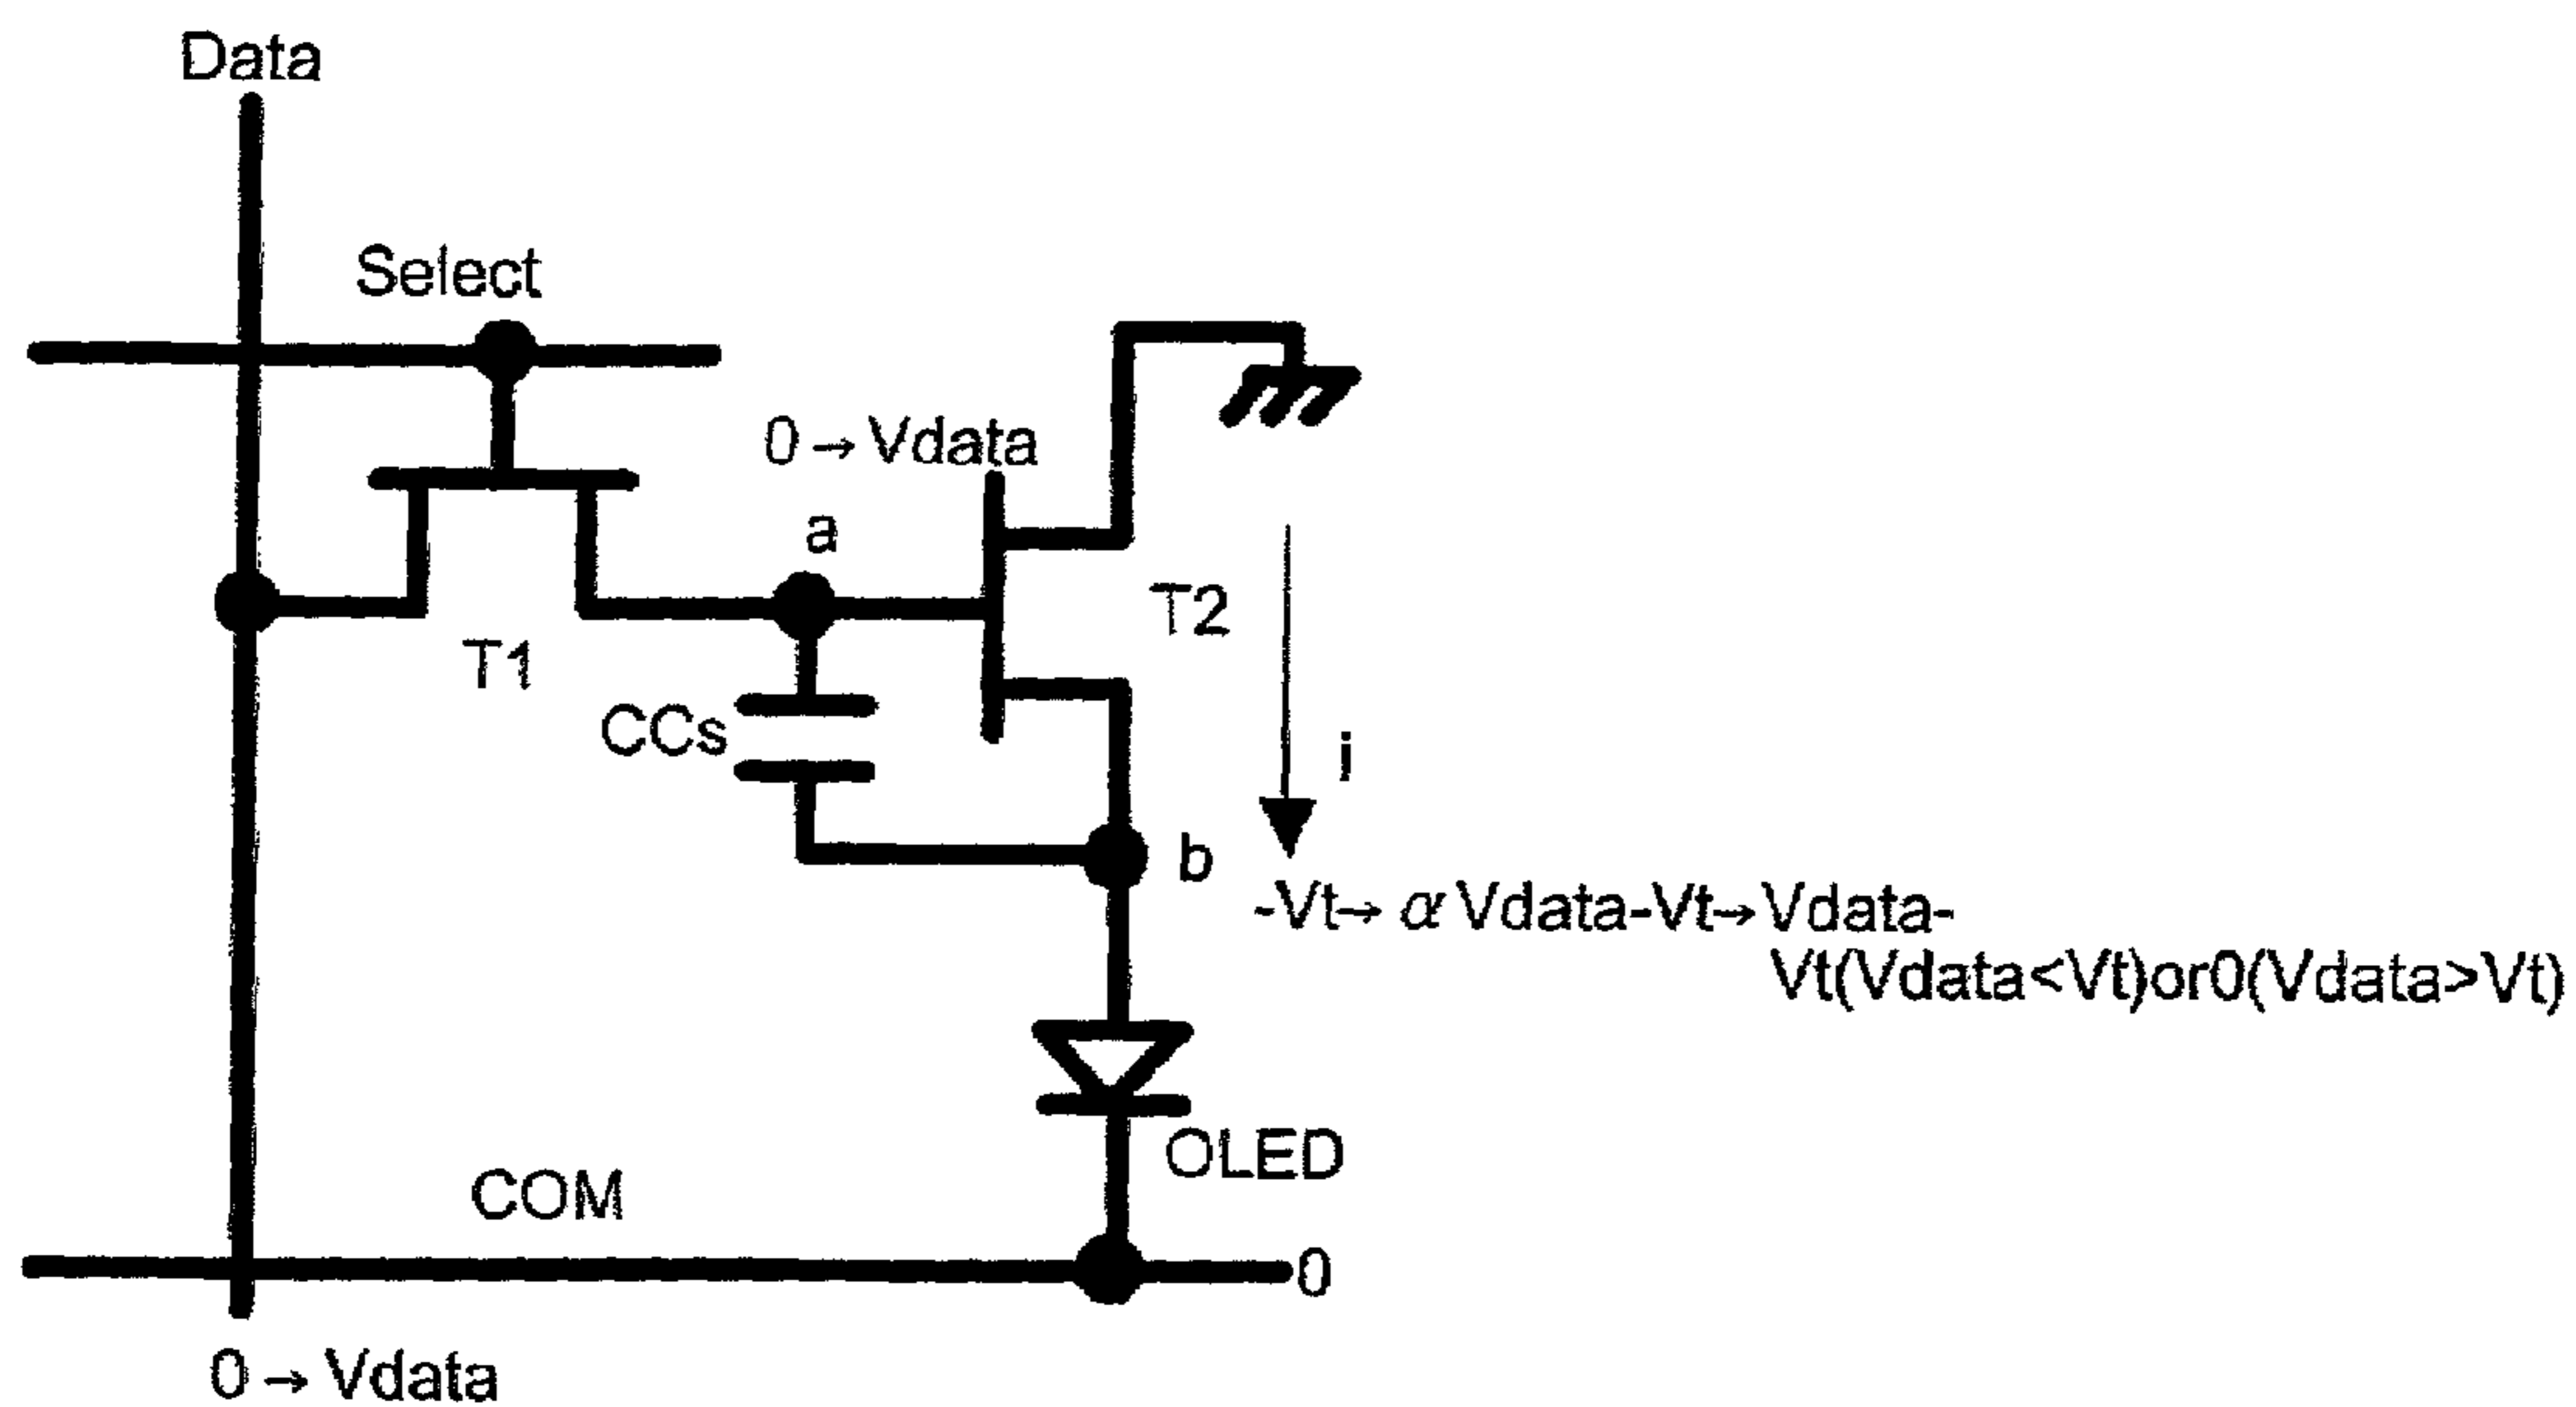 Data
Select
0→Vdata
a
T2
T1
CCs
i
b
-Vt→αVdata-Vt→Vdata-
Vt(Vdata<Vt)or0(Vdata>Vt)
OLED
COM
0
0→Vdata